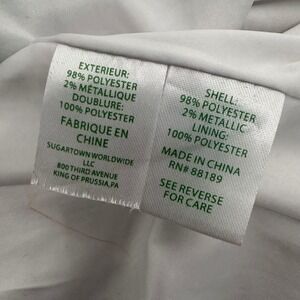 EXTERIEUR:
98% POLYESTER
2% MÉTALLIQUE
DOUBLURE:
100% POLYESTER
FABRIQUE EN
CHINE
SUGARTOWN WORLDWIDE
LLC
800 THIRD AVENUE
KING OF PRUSSIA,PA
SHELL:
98% POLYESTER
2% METALLIC
LINING:
100% POLYESTER
MADE IN CHINA
RN# 88189
SEE REVERSE
FOR CARE